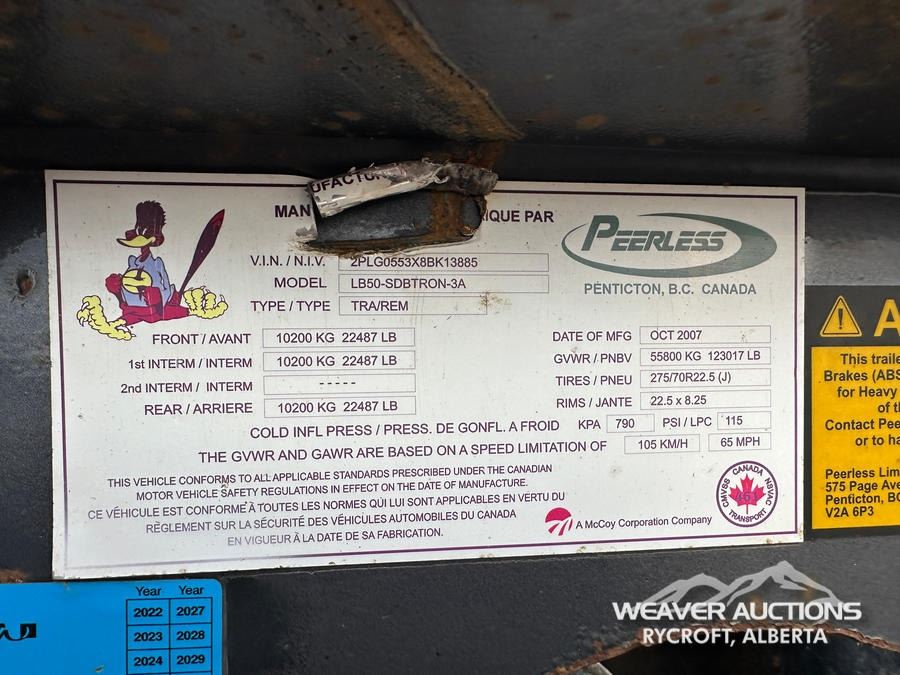 UFACTU
MAN RIQUE PAR
PEERLESS
PENTICTON, B.C. CANADA
V.I.N. / N.I.V. 2PLG0553X8BK13885
MODEL LB50-SDBTRON-3A
TYPE / TYPE TRA/REM
FRONT / AVANT 10200 KG 22487 LB
1st INTERM / INTERM 10200 KG 22487 LB
2nd INTERM / INTERM -----
REAR / ARRIERE 10200 KG 22487 LB
DATE OF MFG OCT 2007
GVWR / PNBV 55800 KG 123017 LB
TIRES / PNEU 275/70R22.5 (J)
RIMS / JANTE 22.5 x 8.25
COLD INFL PRESS / PRESS. DE GONFL. A FROID KPA 790 PSI / LPC 115
THE GVWR AND GAWR ARE BASED ON A SPEED LIMITATION OF 105 KM/H 65 MPH
THIS VEHICLE CONFORMS TO ALL APPLICABLE STANDARDS PRESCRIBED UNDER THE CANADIAN
MOTOR VEHICLE SAFETY REGULATIONS IN EFFECT ON THE DATE OF MANUFACTURE.
CE VÉHICULE EST CONFORME À TOUTES LES NORMES QUI LUI SONT APPLICABLES EN VERTU DU
RÈGLEMENT SUR LA SÉCURITÉ DES VÉHICULES AUTOMOBILES DU CANADA
EN VIGUEUR À LA DATE DE SA FABRICATION.
A McCoy Corporation Company
CANADA
CMVSS NSVAC
461
TRANSPORT
A
This traile
Brakes (ABS
for Heavy
of th
Contact Pee
or to ha
Peerless Lim
575 Page Ave
Penticton, BC
V2A 6P3
Year Year
2022 2027
2023 2028
2024 2029
WEAVER AUCTIONS
RYCROFT, ALBERTA